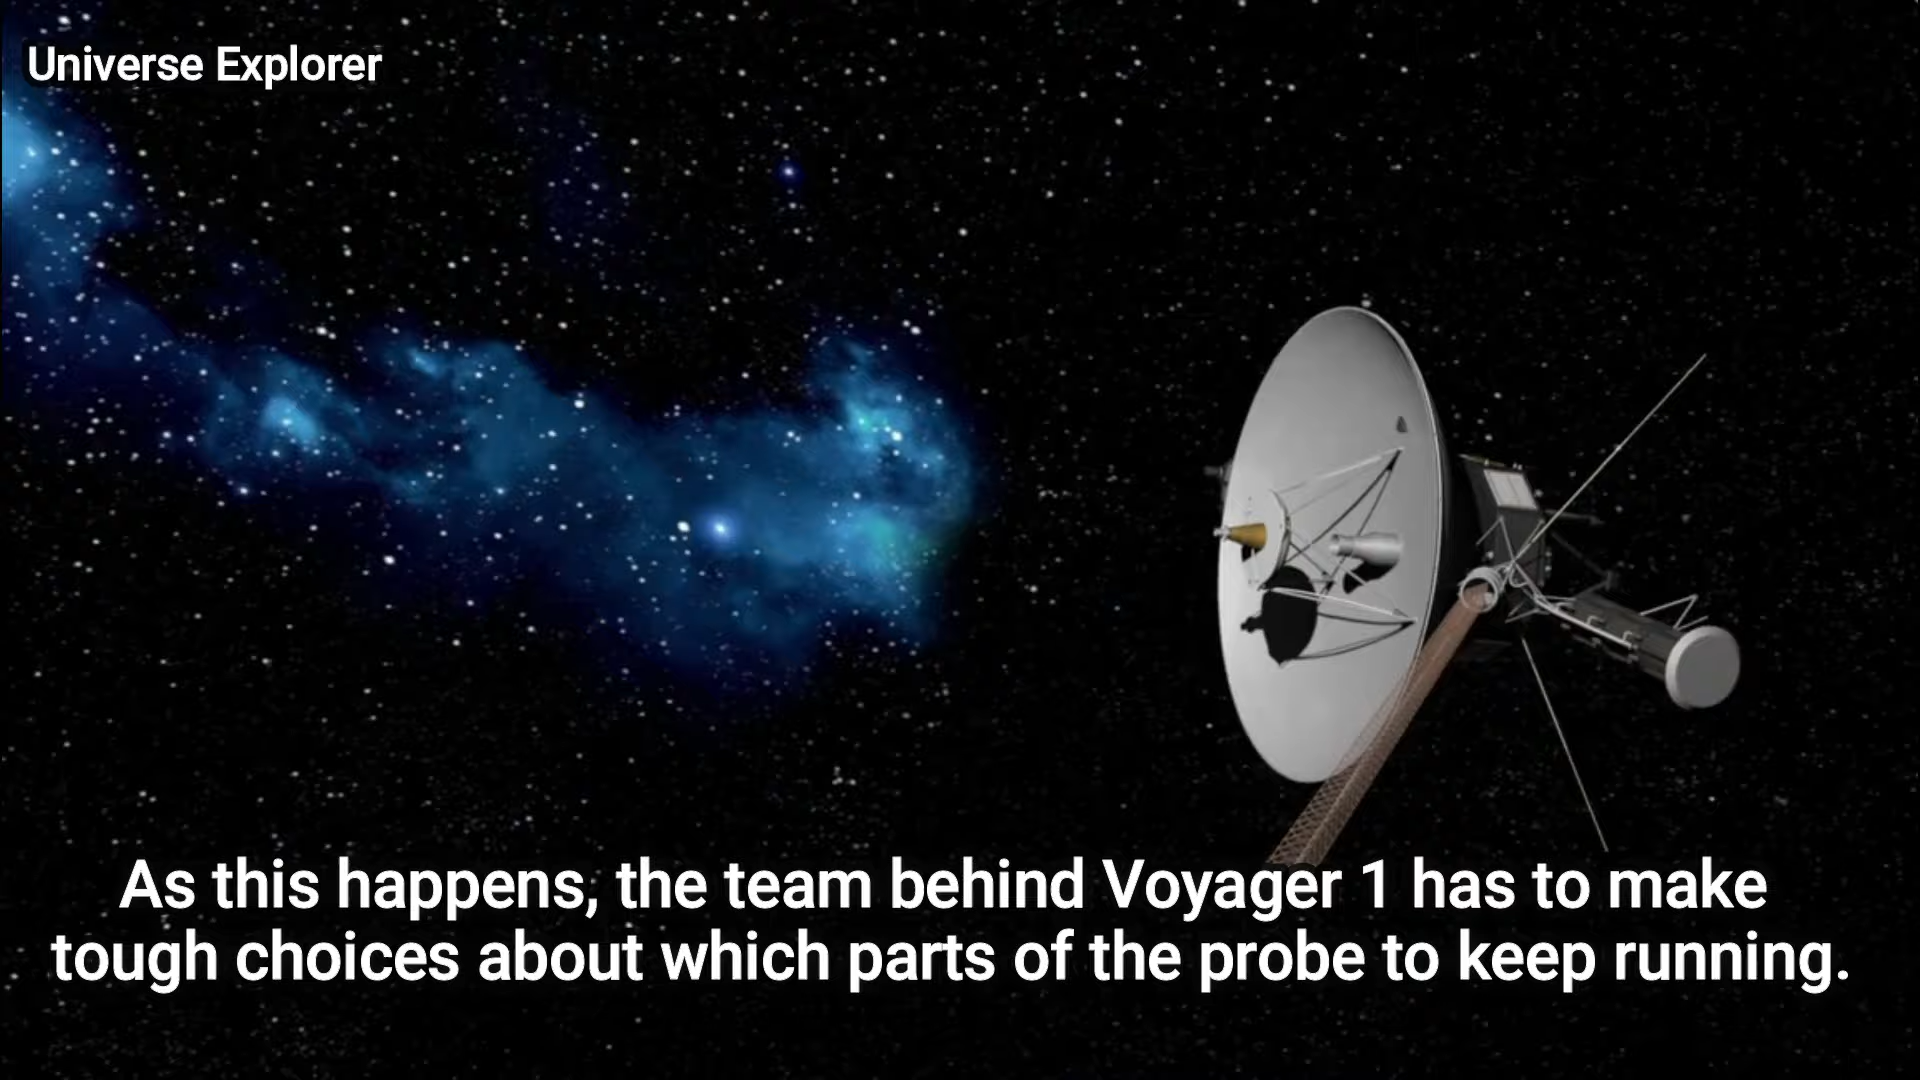 Universe Explorer
As this happens, the team behind Voyager 1 has to make
tough choices about which parts of the probe to keep running.